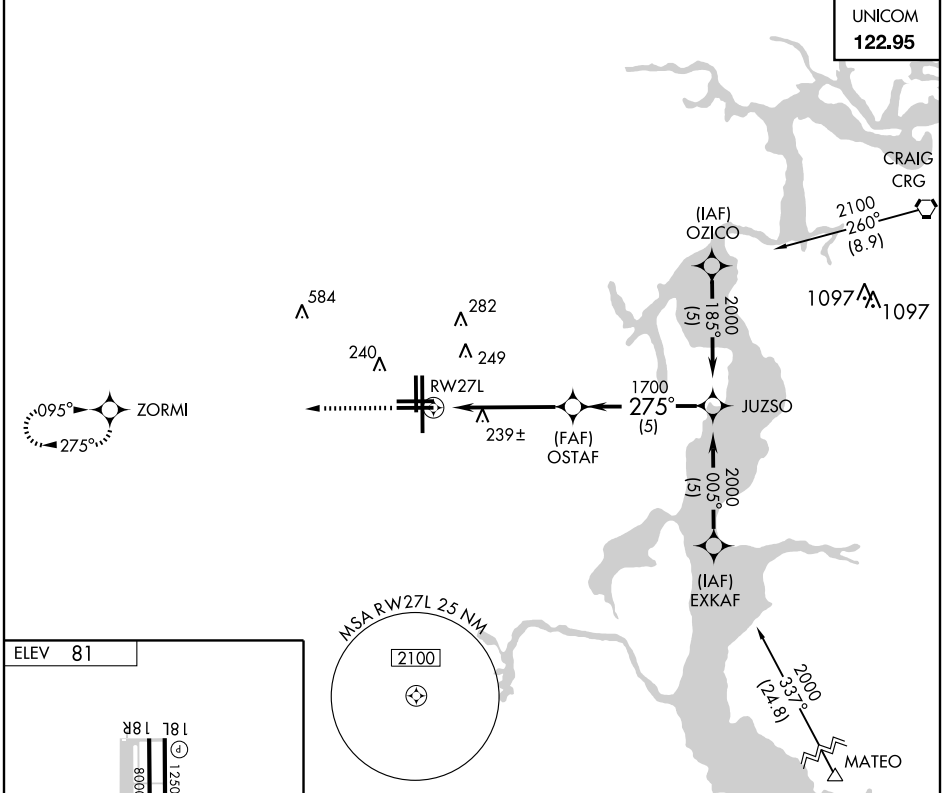 UNICOM
122.95
CRAIG
CRG
2100
260°
(8.9)
(IAF)
OZICO
2000
185°
(5)
1097
1097
584
282
240
249
RW27L
095°
ZORMI
275°
239±
1700
275°
(5)
JUZSO
(FAF)
OSTAF
2000
005°
(5)
(IAF)
EXKAF
MSA RW27L 25 NM
2100
2000
337°
(24.8)
MATEO
ELEV 81
18R
18L
P
8000
1250